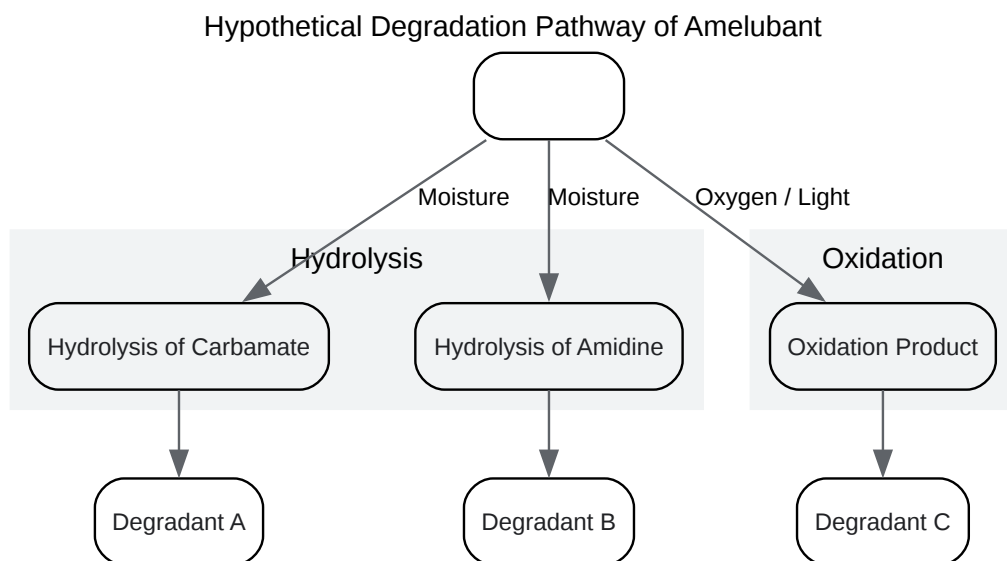 Hypothetical Degradation Pathway of Amelubant
Moisture
Moisture
Oxygen / Light
Hydrolysis
Oxidation
Hydrolysis of Carbamate
Hydrolysis of Amidine
Oxidation Product
Degradant A
Degradant B
Degradant C